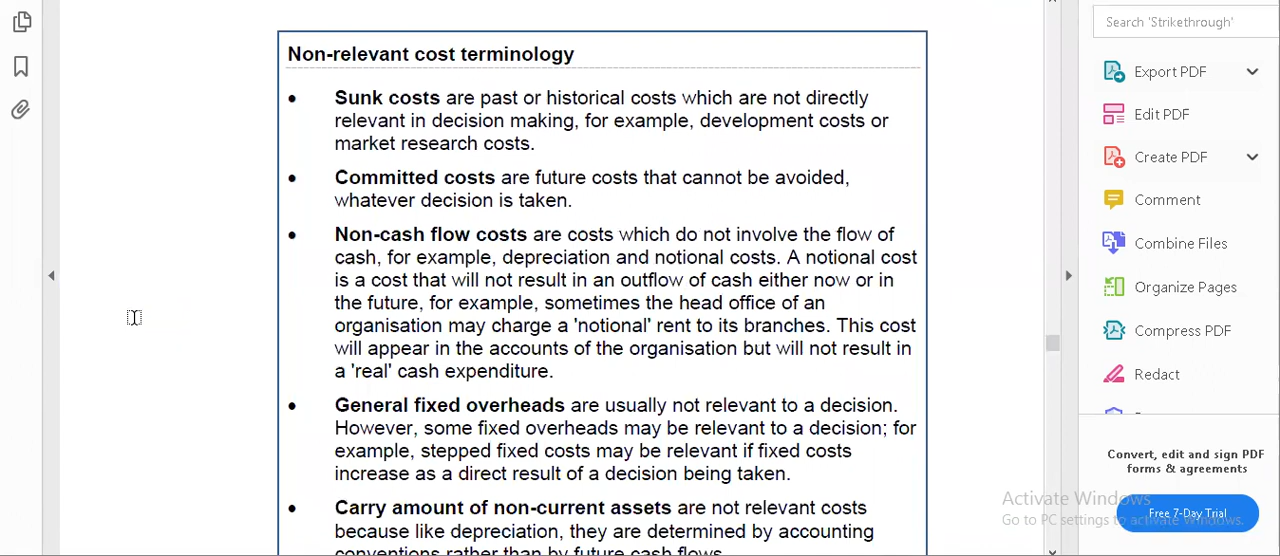 Non-relevant cost terminology
• Sunk costs are past or historical costs which are not directly
relevant in decision making, for example, development costs or
market research costs.
• Committed costs are future costs that cannot be avoided,
whatever decision is taken.
• Non-cash flow costs are costs which do not involve the flow of
cash, for example, depreciation and notional costs. A notional cost
is a cost that will not result in an outflow of cash either now or in
the future, for example, sometimes the head office of an
organisation may charge a 'notional' rent to its branches. This cost
will appear in the accounts of the organisation but will not result in
a 'real' cash expenditure.
• General fixed overheads are usually not relevant to a decision.
However, some fixed overheads may be relevant to a decision; for
example, stepped fixed costs may be relevant if fixed costs
increase as a direct result of a decision being taken.
• Carry amount of non-current assets are not relevant costs
because like depreciation, they are determined by accounting
conventions rather than by future cash flows.
Search 'Strikethrough'
Export PDF
Edit PDF
Create PDF
Comment
Combine Files
Organize Pages
Compress PDF
Redact
Convert, edit and sign PDF
forms & agreements
Free 7-Day Trial
Activate Windows
Go to PC settings to activate Windows.